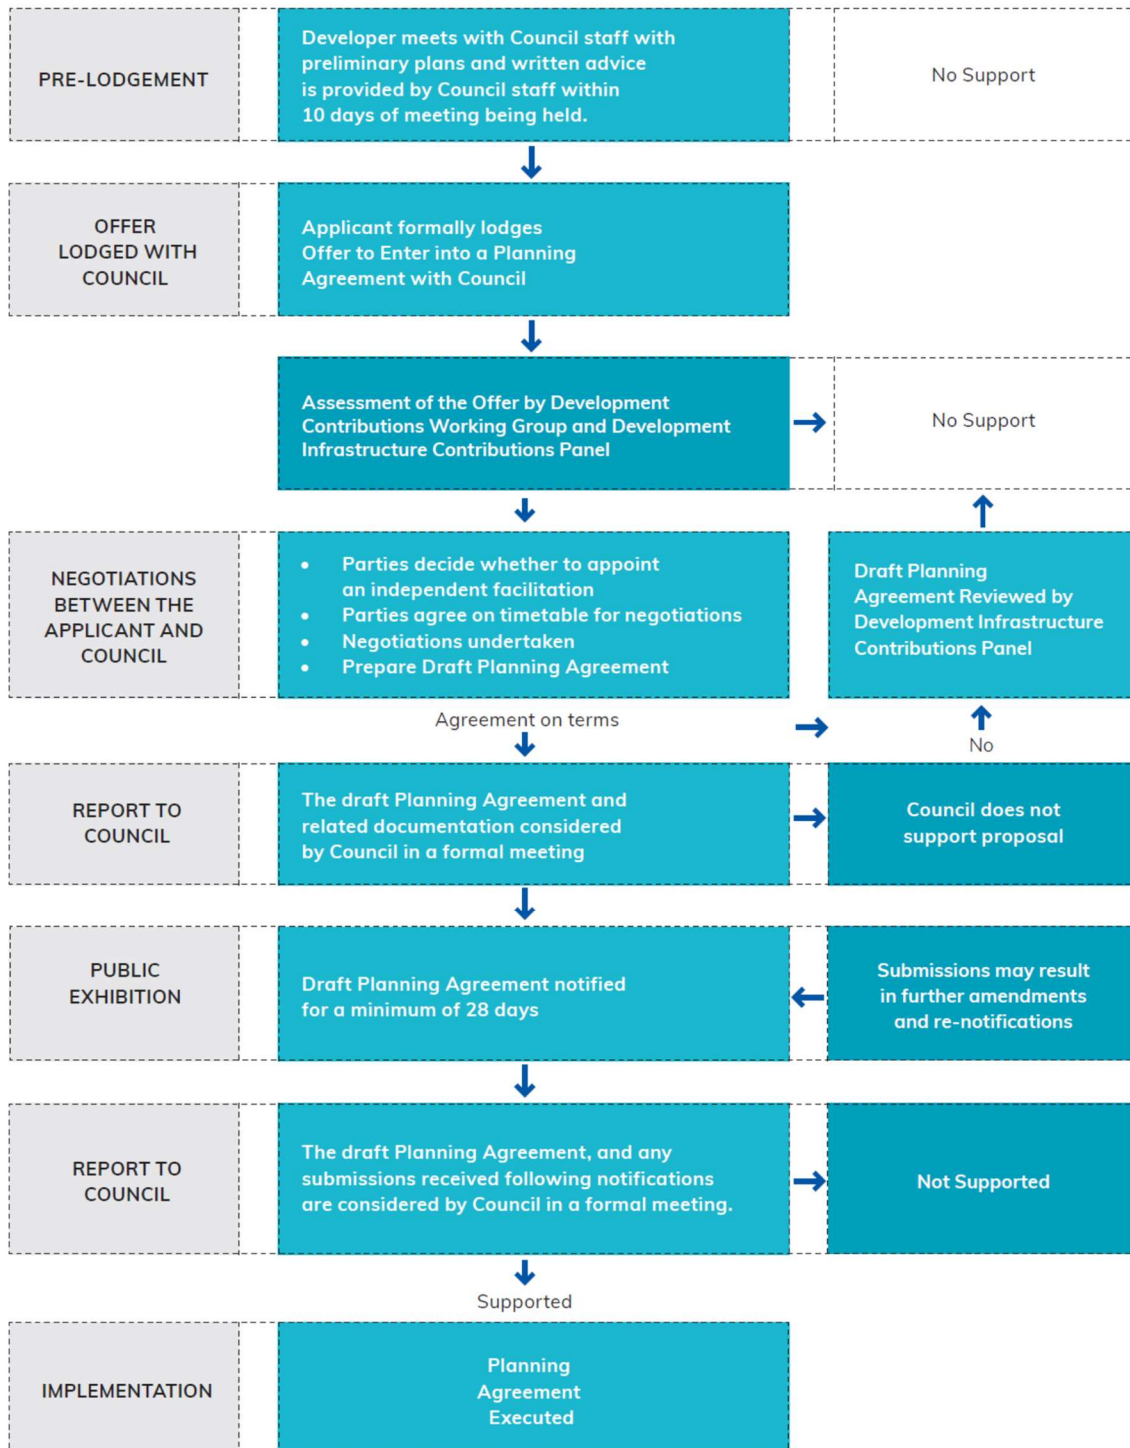 PRE-LODGEMENT
Developer meets with Council staff with
preliminary plans and written advice
is provided by Council staff within
10 days of meeting being held.
No Support
OFFER
LODGED WITH
COUNCIL
Applicant formally lodges
Offer to Enter into a Planning
Agreement with Council
Assessment of the Offer by Development
Contributions Working Group and Development
Infrastructure Contributions Panel
No Support
NEGOTIATIONS
BETWEEN THE
APPLICANT AND
COUNCIL
• Parties decide whether to appoint
an independent facilitation
• Parties agree on timetable for negotiations
• Negotiations undertaken
• Prepare Draft Planning Agreement
Draft Planning
Agreement Reviewed by
Development Infrastructure
Contributions Panel
Agreement on terms
No
REPORT TO
COUNCIL
The draft Planning Agreement and
related documentation considered
by Council in a formal meeting
Council does not
support proposal
PUBLIC
EXHIBITION
Draft Planning Agreement notified
for a minimum of 28 days
Submissions may result
in further amendments
and re-notifications
REPORT TO
COUNCIL
The draft Planning Agreement, and any
submissions received following notifications
are considered by Council in a formal meeting.
Not Supported
Supported
IMPLEMENTATION
Planning
Agreement
Executed